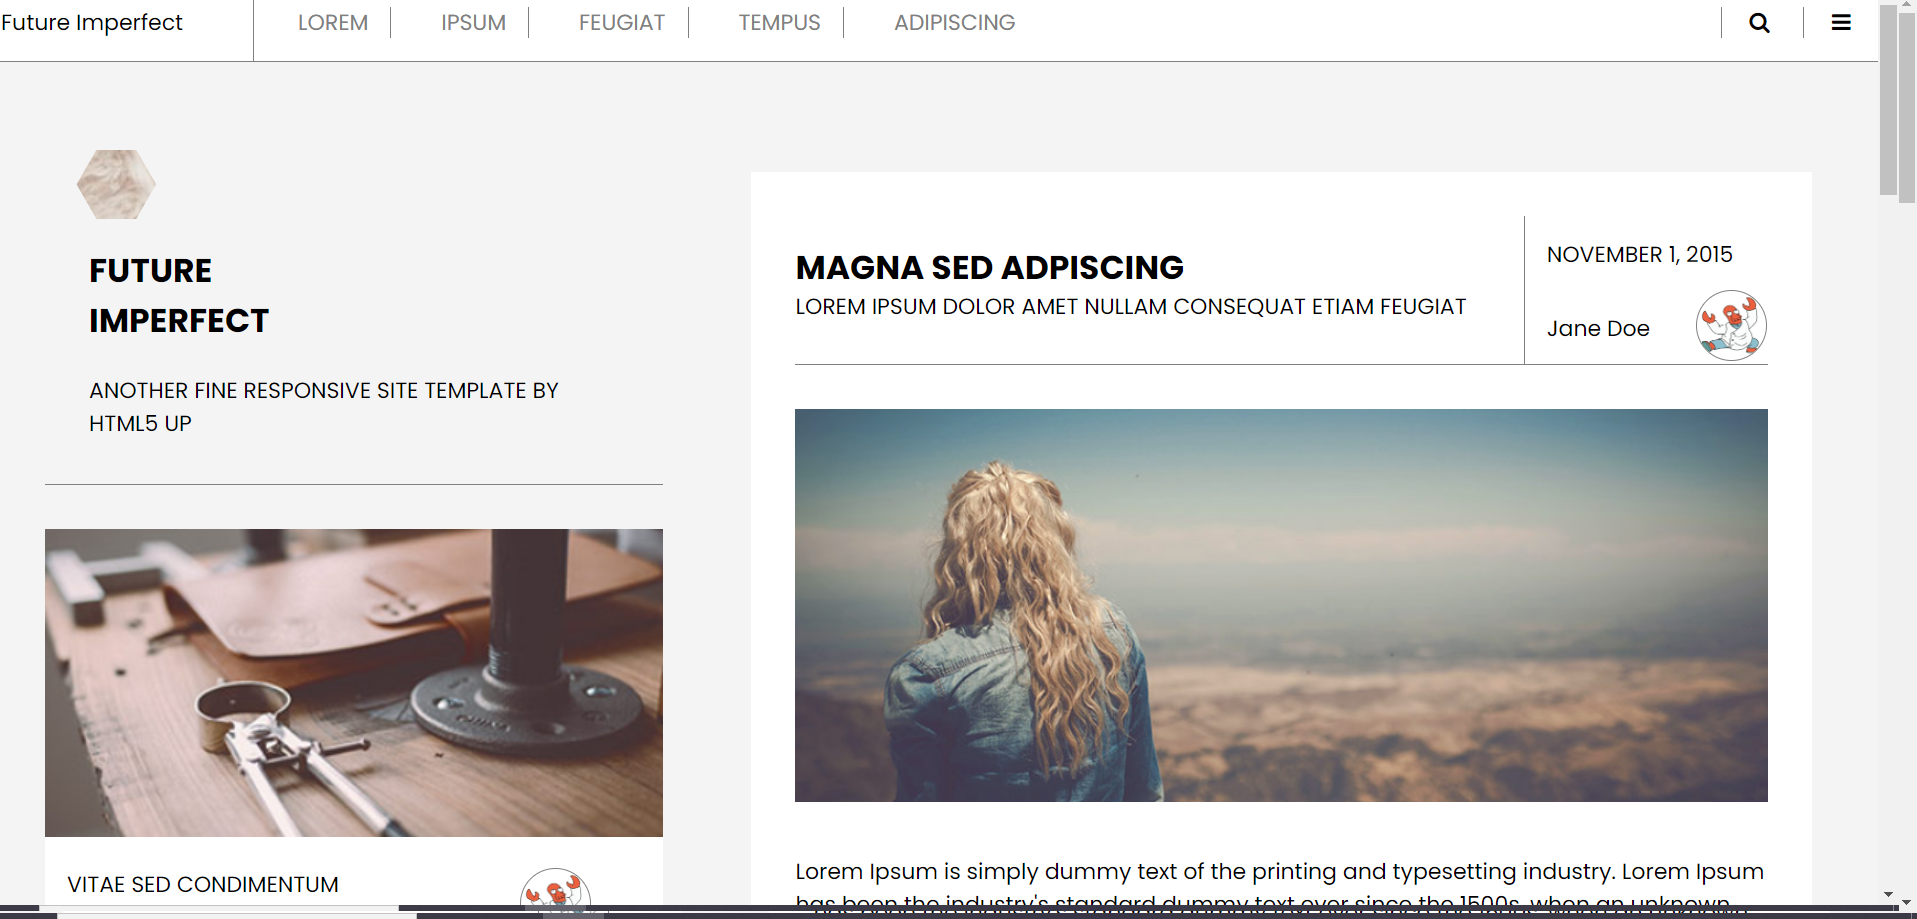 Future Imperfect
LOREM
IPSUM
FEUGIAT
TEMPUS
ADIPISCING
FUTURE
IMPERFECT
ANOTHER FINE RESPONSIVE SITE TEMPLATE BY
HTML5 UP
VITAE SED CONDIMENTUM
MAGNA SED ADPISCING
LOREM IPSUM DOLOR AMET NULLAM CONSEQUAT ETIAM FEUGIAT
NOVEMBER 1, 2015
Jane Doe
Lorem Ipsum is simply dummy text of the printing and typesetting industry. Lorem Ipsum
has been the industry's standard dummy text ever since the 1500s, when an unknown